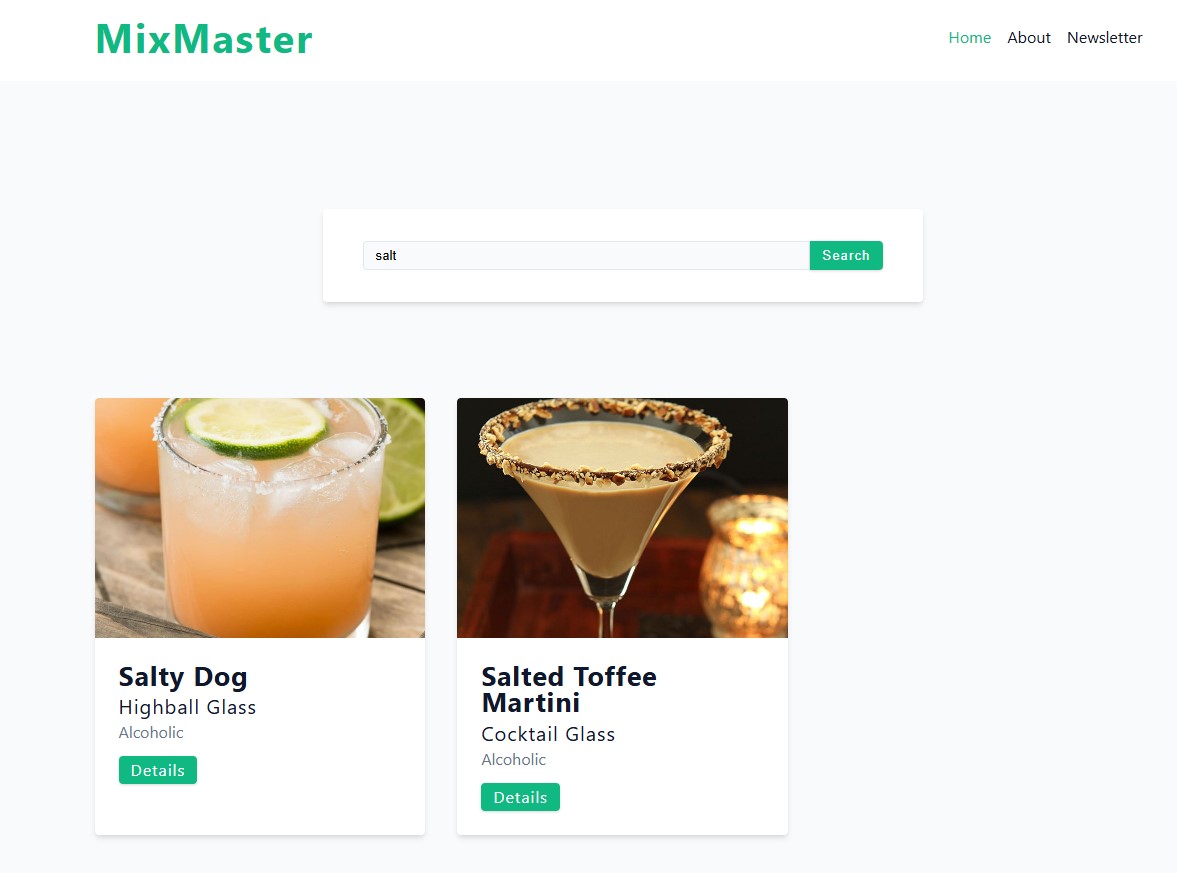 MixMaster
Home About Newsletter
salt Search
Salty Dog
Highball Glass
Alcoholic
Details
Salted Toffee
Martini
Cocktail Glass
Alcoholic
Details